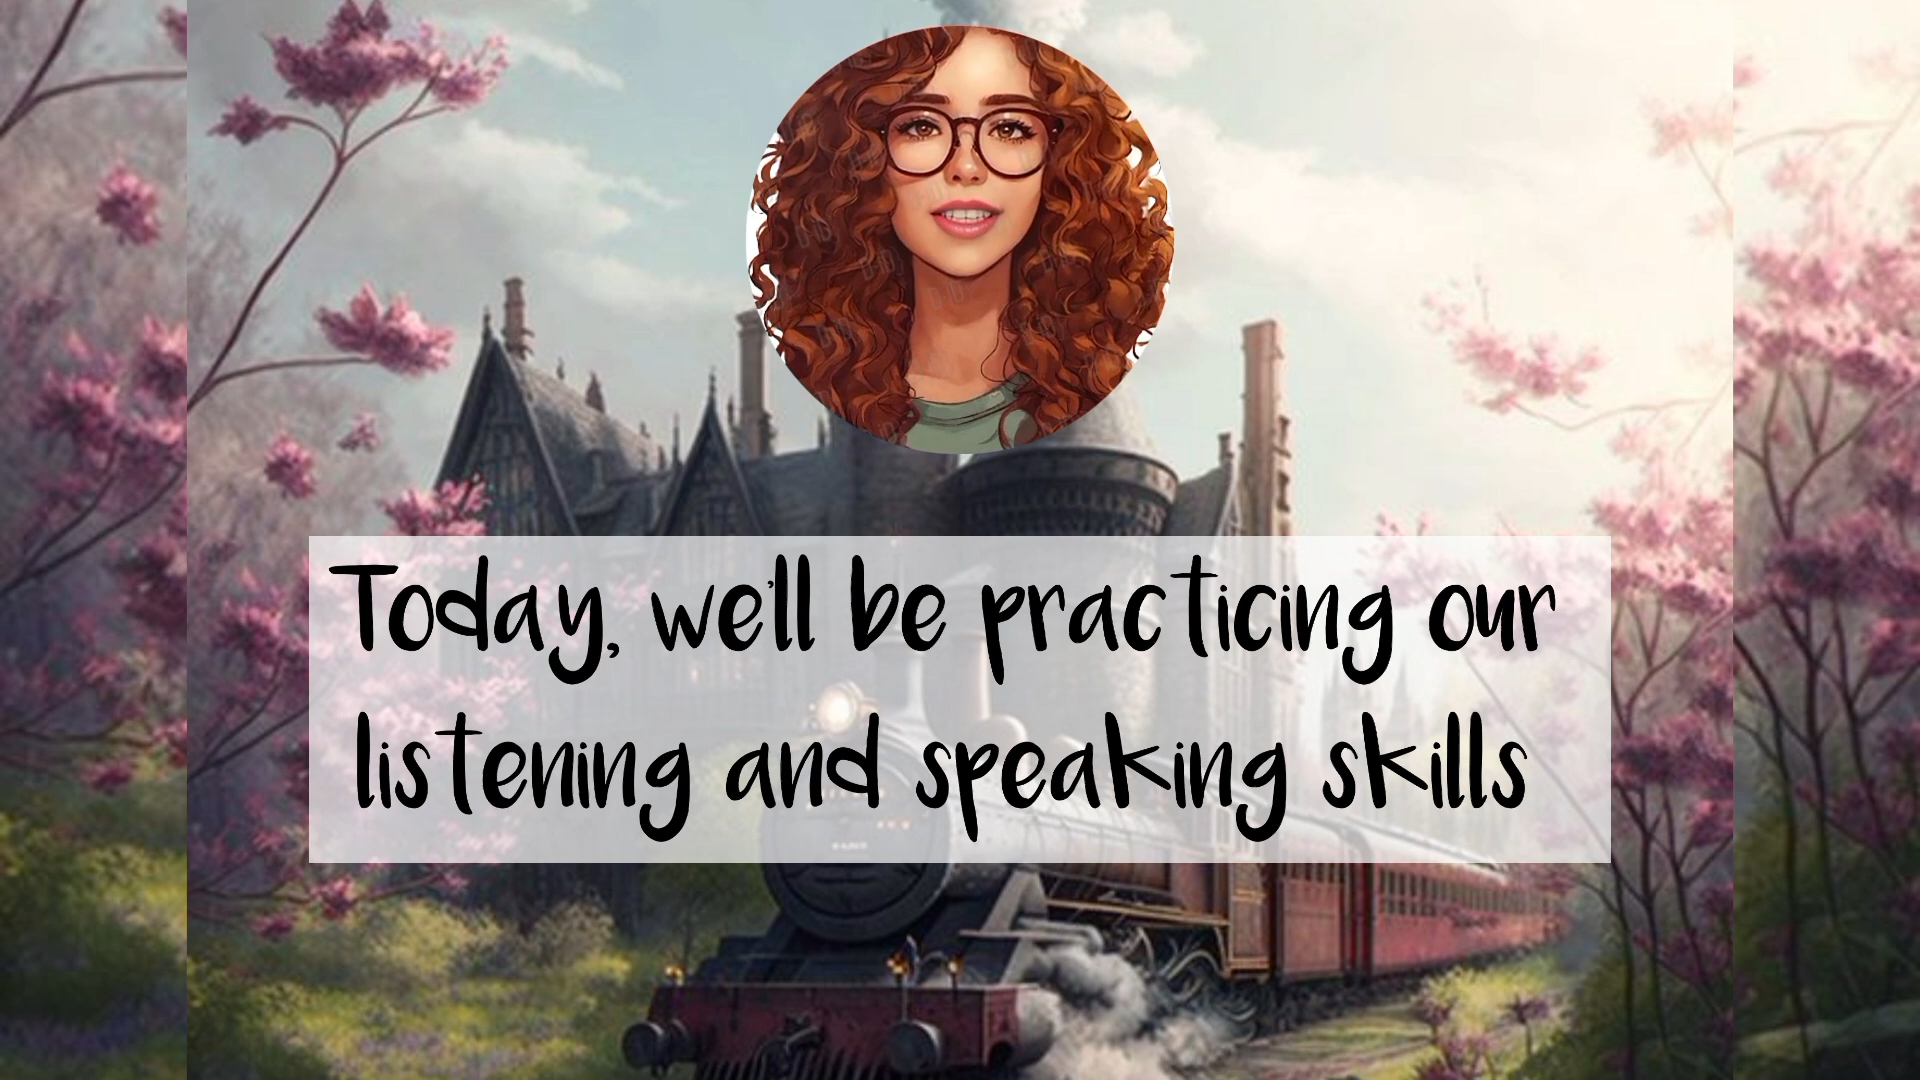 Today, we'll be practicing our
listening and speaking skills